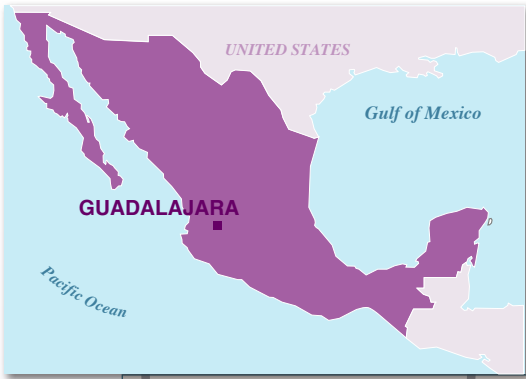 UNITED STATES
Gulf of Mexico
GUADALAJARA
Pacific Ocean